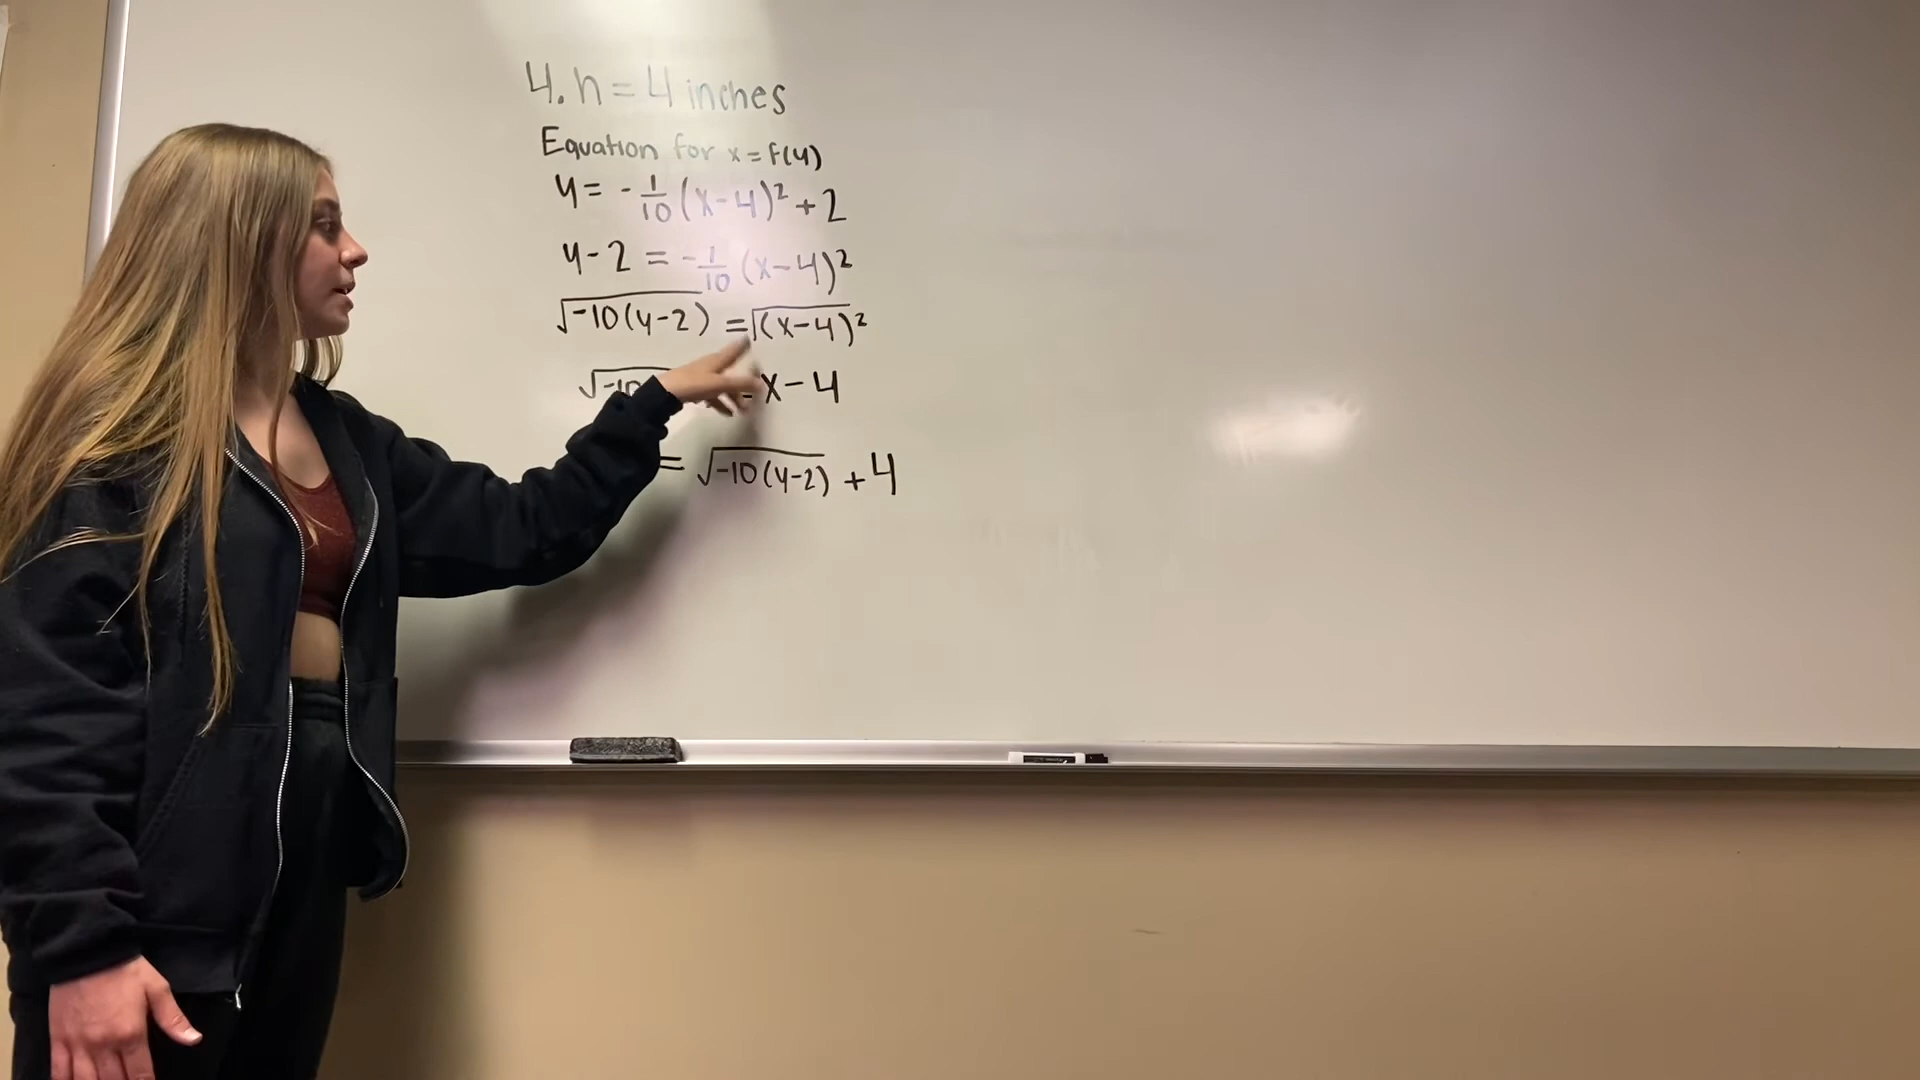 4. h = 4 inches
Equation for x = f(y)
y = -1/10 (x-4)² + 2
y-2 = -1/10 (x-4)²
√-10(y-2) = √(x-4)²
√-10 x-4
= √-10(y-2) + 4